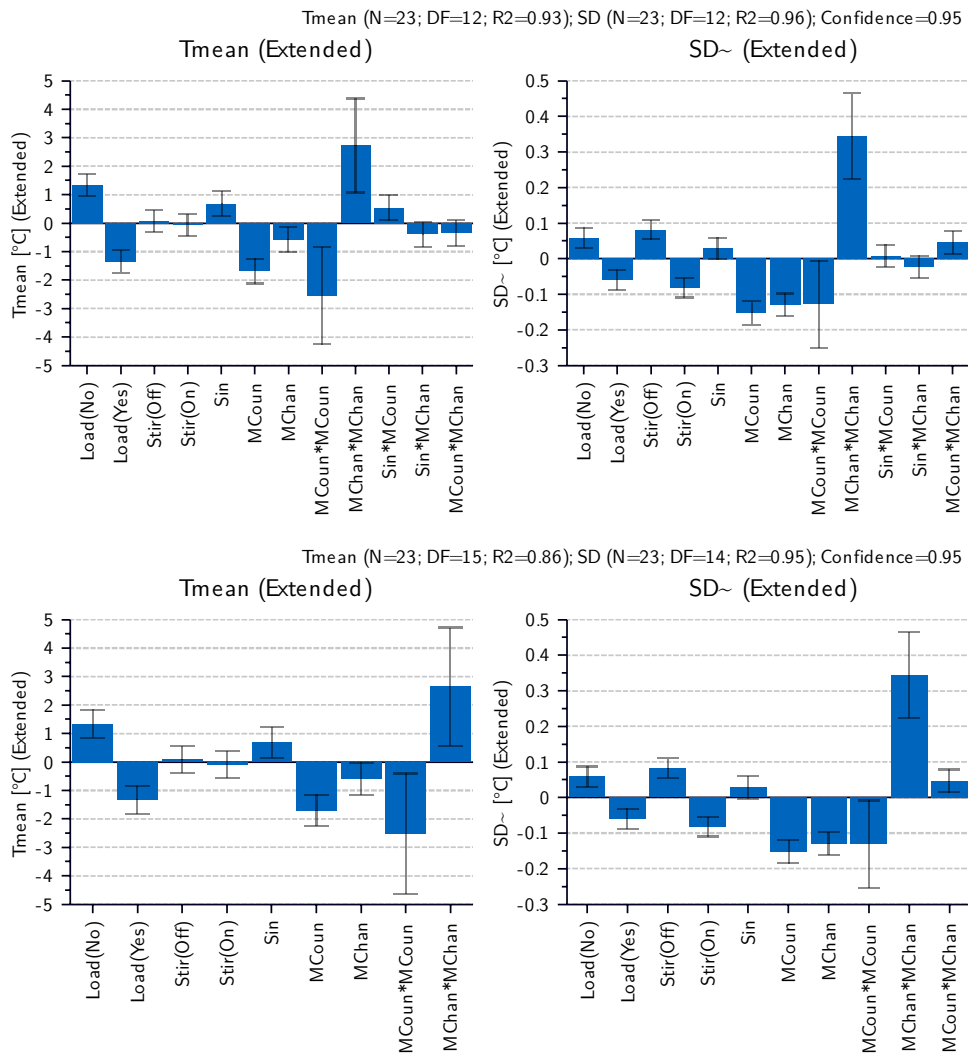 Tmean (N=23; DF=12; R2=0.93); SD (N=23; DF=12; R2=0.96); Confidence=0.95
Tmean (Extended)
Tmean [°C] (Extended)
5
4
3
2
1
0
-1
-2
-3
-4
-5
Load(No)
Load(Yes)
Stir(Off)
Stir(On)
Sin
MCoun
MChan
MCoun*MCoun
MChan*MChan
Sin*MCoun
Sin*MChan
MCoun*MChan
SD~ (Extended)
SD~ [°C] (Extended)
0.5
0.4
0.3
0.2
0.1
0
-0.1
-0.2
-0.3
Load(No)
Load(Yes)
Stir(Off)
Stir(On)
Sin
MCoun
MChan
MCoun*MCoun
MChan*MChan
Sin*MCoun
Sin*MChan
MCoun*MChan
Tmean (N=23; DF=15; R2=0.86); SD (N=23; DF=14; R2=0.95); Confidence=0.95
Tmean (Extended)
Tmean [°C] (Extended)
5
4
3
2
1
0
-1
-2
-3
-4
-5
Load(No)
Load(Yes)
Stir(Off)
Stir(On)
Sin
MCoun
MChan
MCoun*MCoun
MChan*MChan
SD~ (Extended)
SD~ [°C] (Extended)
0.5
0.4
0.3
0.2
0.1
0
-0.1
-0.2
-0.3
Load(No)
Load(Yes)
Stir(Off)
Stir(On)
Sin
MCoun
MChan
MCoun*MCoun
MChan*MChan
MCoun*MChan